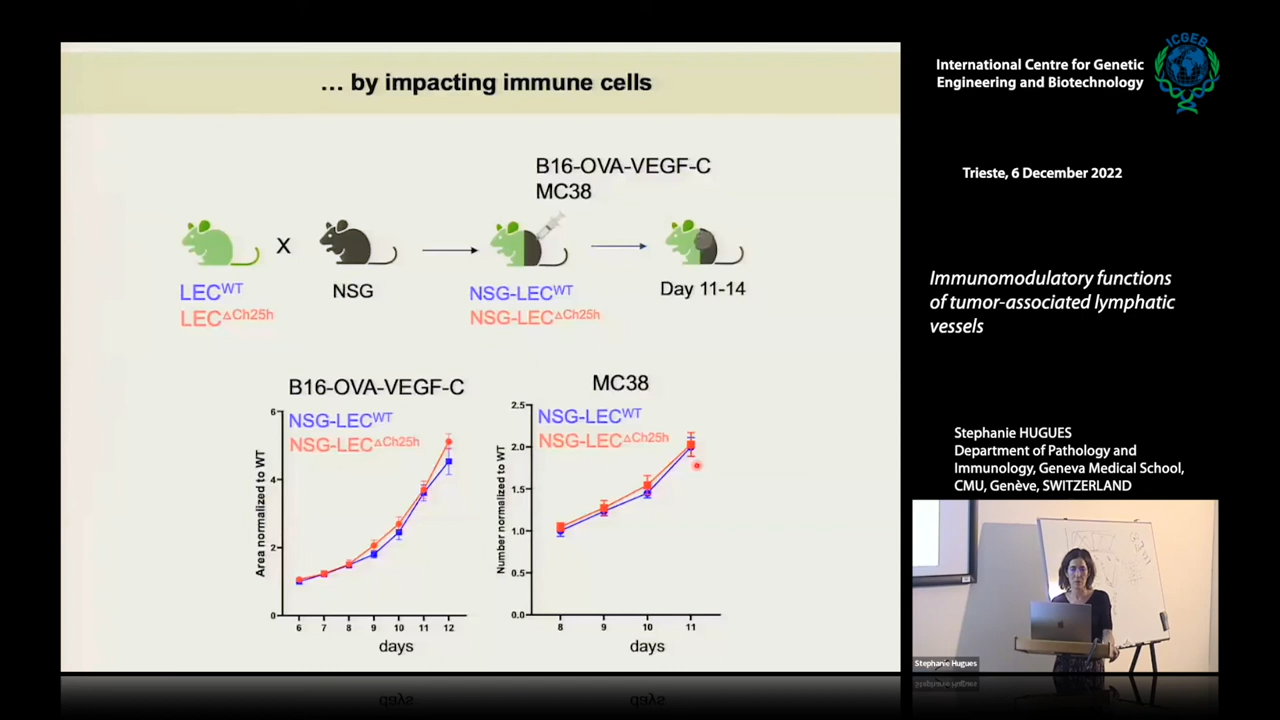 … by impacting immune cells
B16-OVA-VEGF-C
MC38
X
LECWT
LECΔCh25h
NSG
NSG-LECWT
NSG-LECΔCh25h
Day 11-14
B16-OVA-VEGF-C
NSG-LECWT
NSG-LECΔCh25h
Area normalized to WT
6
4
2
0
6 7 8 9 10 11 12
days
MC38
NSG-LECWT
NSG-LECΔCh25h
Number normalized to WT
2.5
2.0
1.5
1.0
0.5
0.0
8 9 10 11
days
International Centre for Genetic
Engineering and Biotechnology
ICGEB
Trieste, 6 December 2022
Immunomodulatory functions
of tumor-associated lymphatic
vessels
Stephanie HUGUES
Department of Pathology and
Immunology, Geneva Medical School,
CMU, Genève, SWITZERLAND
Stephanie Hugues